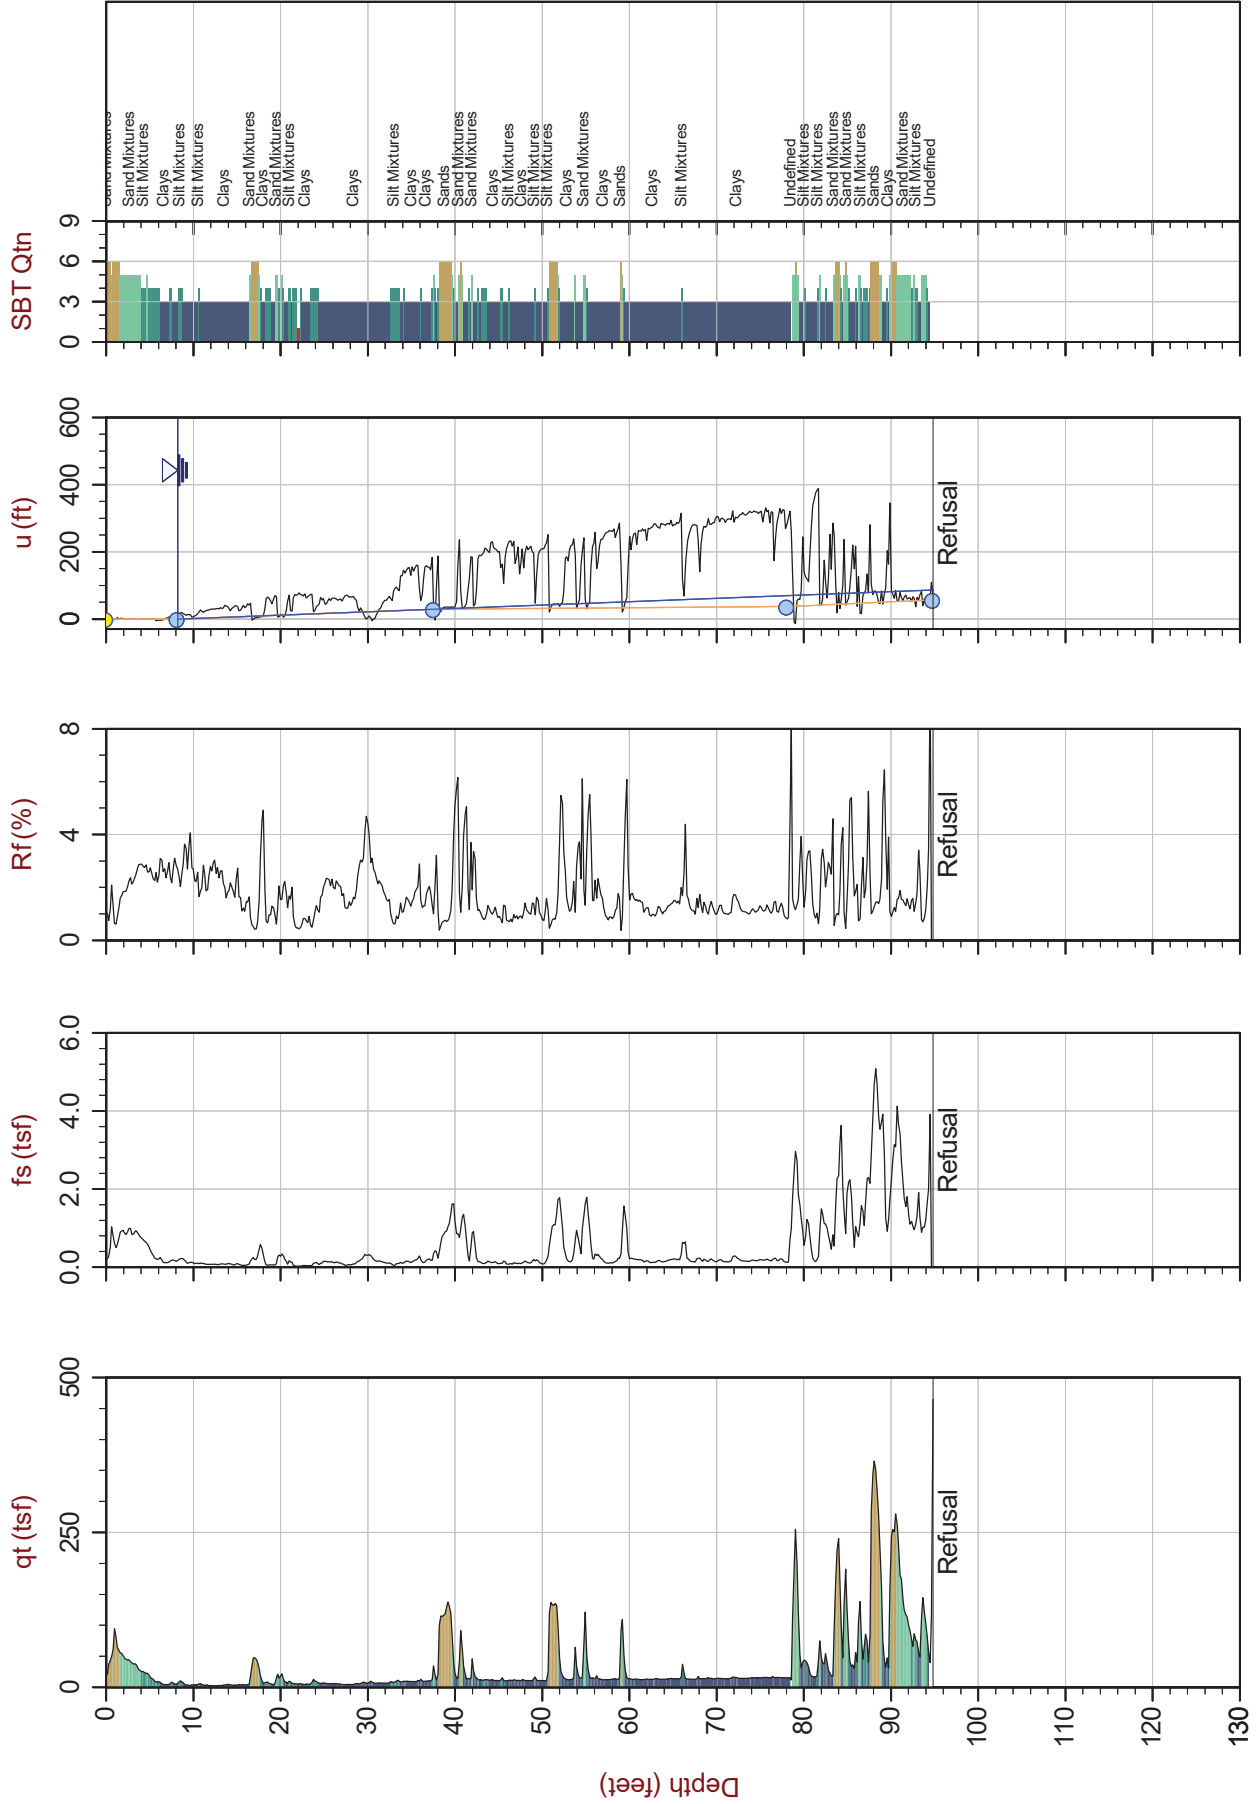 qt (tsf)
fs (tsf)
Rf (%)
u (ft)
SBT Qtn
0 250 500
0.0 2.0 4.0 6.0
0 4 8
0 200 400 600
0 3 6 9
Depth (feet)
0
10
20
30
40
50
60
70
80
90
100
110
120
130
Refusal
Refusal
Refusal
Refusal
Sand Mixtures
Sand Mixtures
Silt Mixtures
Clays
Silt Mixtures
Silt Mixtures
Clays
Sand Mixtures
Clays
Sand Mixtures
Silt Mixtures
Clays
Clays
Silt Mixtures
Clays
Clays
Sands
Sand Mixtures
Sand Mixtures
Clays
Silt Mixtures
Clays
Silt Mixtures
Silt Mixtures
Clays
Sand Mixtures
Clays
Sands
Clays
Silt Mixtures
Clays
Undefined
Silt Mixtures
Silt Mixtures
Sand Mixtures
Sand Mixtures
Silt Mixtures
Sands
Clays
Sand Mixtures
Silt Mixtures
Undefined